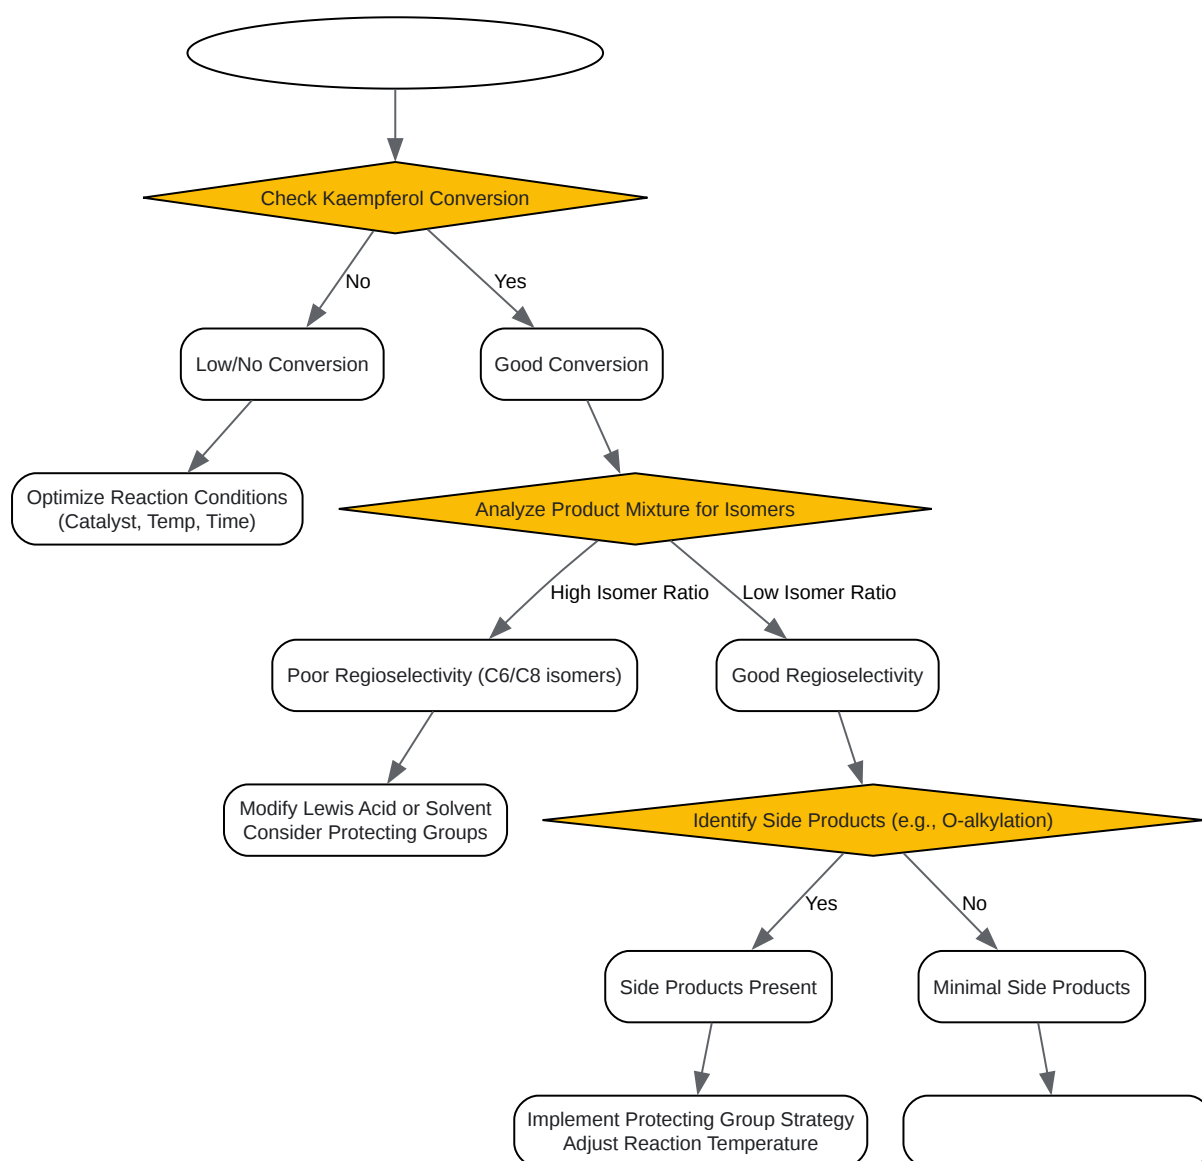 Check Kaempferol Conversion
No
Yes
Low/No Conversion
Good Conversion
Optimize Reaction Conditions
(Catalyst, Temp, Time)
Analyze Product Mixture for Isomers
High Isomer Ratio
Low Isomer Ratio
Poor Regioselectivity (C6/C8 isomers)
Good Regioselectivity
Modify Lewis Acid or Solvent
Consider Protecting Groups
Identify Side Products (e.g., O-alkylation)
Yes
No
Side Products Present
Minimal Side Products
Implement Protecting Group Strategy
Adjust Reaction Temperature